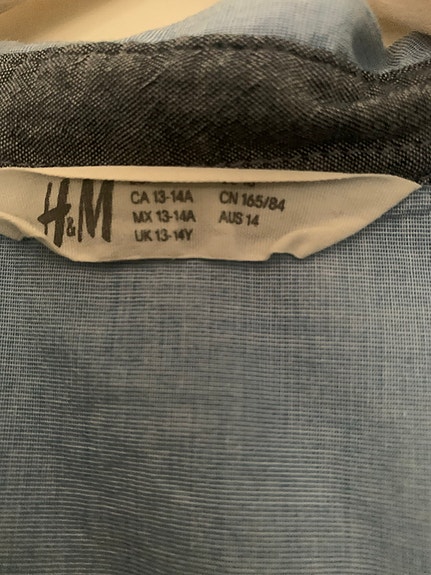 H&M
CA 13-14A
MX 13-14A
UK 13-14Y
CN 165/84
AUS 14